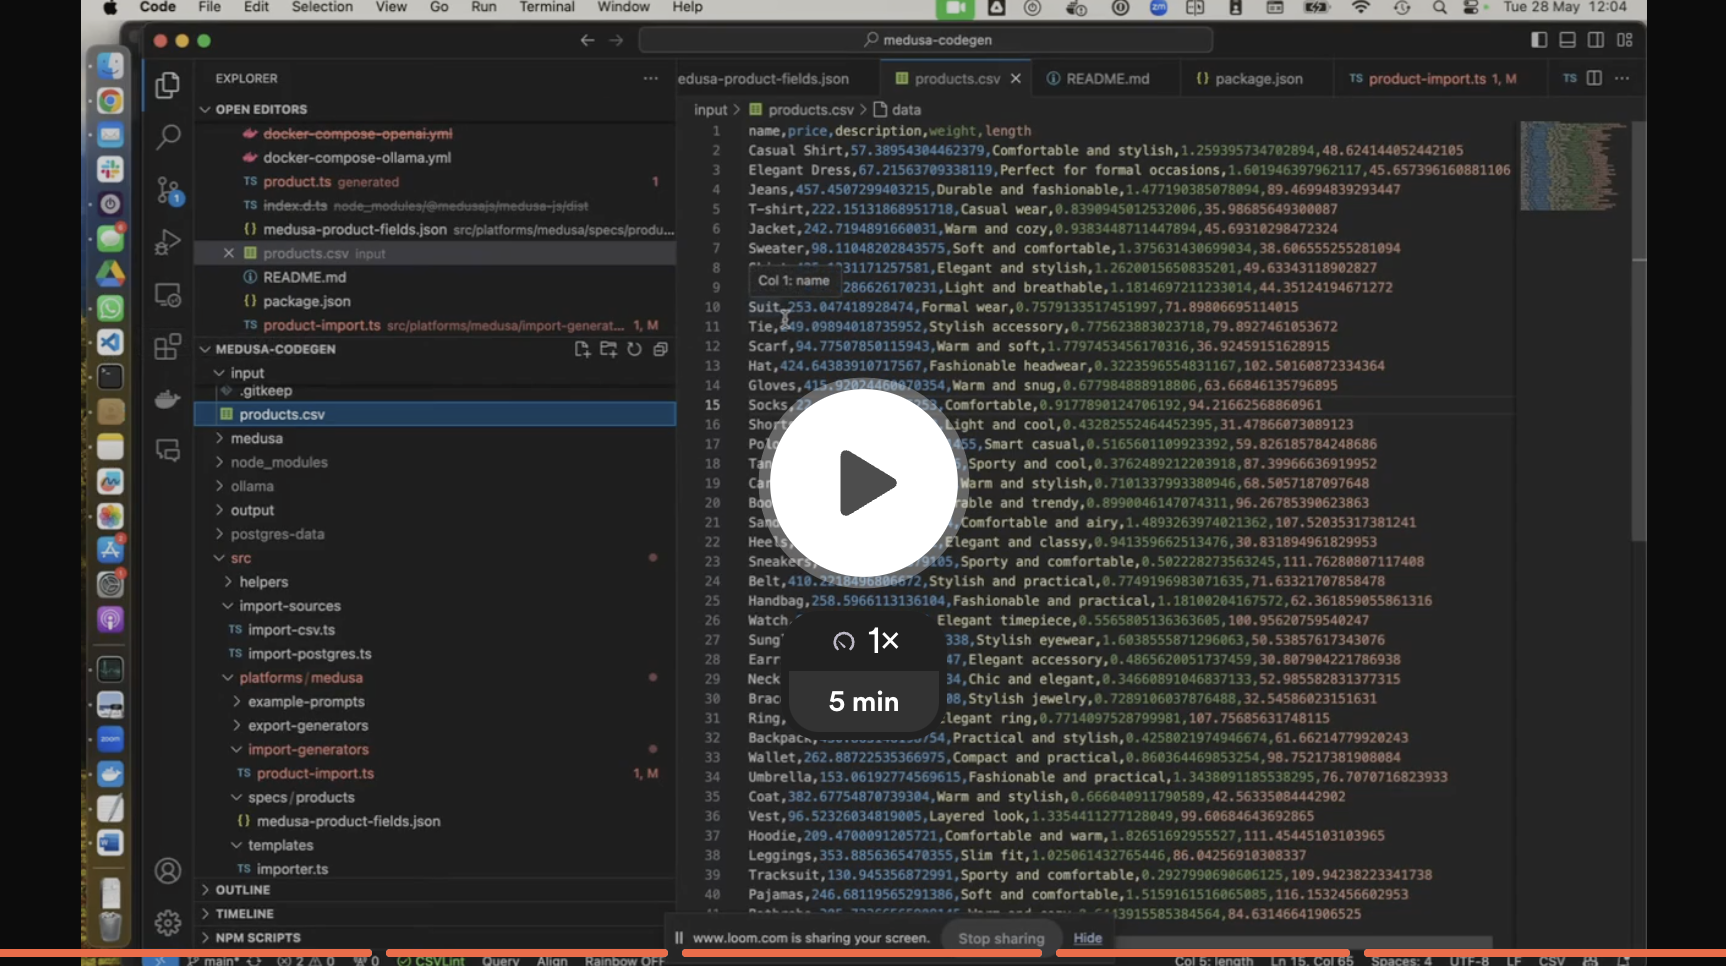 Code File Edit Selection View Go Run Terminal Window Help
zm
Tue 28 May 12:04
medusa-codegen
EXPLORER
OPEN EDITORS
docker-compose-openai.yml
docker-compose-ollama.yml
TS product.ts generated 1
TS index.d.ts node_modules/@medusajs/medusa-js/dist
{} medusa-product-fields.json src/platforms/medusa/specs/produ...
products.csv input
README.md
{} package.json
product-import.ts src/platforms/medusa/import-generat... 1, M
MEDUSA-CODEGEN
input
.gitkeep
products.csv
medusa
node_modules
ollama
output
postgres-data
src
helpers
import-sources
TS import-csv.ts
TS import-postgres.ts
platforms/medusa
example-prompts
export-generators
import-generators
TS product-import.ts 1, M
specs/products
{} medusa-product-fields.json
templates
TS importer.ts
OUTLINE
TIMELINE
NPM SCRIPTS
edusa-product-fields.json products.csv README.md {} package.json TS product-import.ts 1, M TS
input > products.csv > data
1 name,price,description,weight,length
2 Casual Shirt,57.38954304462379,Comfortable and stylish,1.259395734702894,48.624144052442105
3 Elegant Dress,67.21563709338119,Perfect for formal occasions,1.601946397962117,45.657396160881106
4 Jeans,457.4507299403215,Durable and fashionable,1.477190385078094,89.46994839293447
5 T-shirt,222.15131868951718,Casual wear,0.8390945012532006,35.98685649300087
6 Jacket,242.7194891660031,Warm and cozy,0.9383448711447894,45.69310298472324
7 Sweater,98.11048202843575,Soft and comfortable,1.375631430699034,38.606555255281094
8 1171257581,Elegant and stylish,1.2620015650835201,49.63343118902827
Col 1: name
9 286626170231,Light and breathable,1.1814697211233014,44.35124194671272
10 Suit,253.047418928474,Formal wear,0.7579133517451997,71.89806695114015
11 Tie, 49.09894018735952,Stylish accessory,0.775623883023718,79.8927461053672
12 Scarf,94.77507850115943,Warm and soft,1.7797453456170316,36.92459151628915
13 Hat,424.64383910717567,Fashionable headwear,0.3223596554831167,102.50160872334364
14 Gloves,415.92024460070354,Warm and snug,0.677984888918806,63.66846135796895
15 Socks, 253,Comfortable,0.9177890124706192,94.21662568860961
16 Short Light and cool,0.43282552464452395,31.47866073089123
17 Polo 455,Smart casual,0.5165601109923392,59.826185784248686
18 Tan ,Sporty and cool,0.3762489212203918,87.39966636919952
19 Car Warm and stylish,0.7101337993380946,68.5057187097648
20 Boo able and trendy,0.8990046147074311,96.26785390623863
21 San Comfortable and airy,1.4893263974021362,107.52035317381241
22 Heels Elegant and classy,0.941359662513476,30.831894961829953
23 Sneakers, 9105,Sporty and comfortable,0.502228273563245,111.76280807117408
24 Belt,410.2218496806672,Stylish and practical,0.7749196983071635,71.63321707858478
25 Handbag,258.5966113136104,Fashionable and practical,1.18100204167572,62.361859055861316
26 Watch Elegant timepiece,0.5565805136363605,100.95620759540247
27 Sung 338,Stylish eyewear,1.6038555871296063,50.53857617343076
28 Earr 47,Elegant accessory,0.4865620051737459,30.807904221786938
29 Neck 34,Chic and elegant,0.34660891046837133,52.985582831377315
30 Brac 08,Stylish jewelry,0.7289106037876488,32.54586023151631
31 Ring, legant ring,0.7714097528799981,107.75685631748115
32 Backpack, 754,Practical and stylish,0.4258021974946674,61.66214779920243
33 Wallet,262.88722535366975,Compact and practical,0.860364469853254,98.75217381908084
34 Umbrella,153.06192774569615,Fashionable and practical,1.3438091185538295,76.7070716823933
35 Coat,382.67754870739304,Warm and stylish,0.666040911790589,42.56335084442902
36 Vest,96.52326034819005,Layered look,1.3354411277128049,99.60684643692865
37 Hoodie,209.4700091205721,Comfortable and warm,1.82651692955527,111.45445103103965
38 Leggings,353.8856365470355,Slim fit,1.025061432765446,86.04256910308337
39 Tracksuit,130.945356872991,Sporty and comfortable,0.2927990690606125,109.94238223341738
40 Pajamas,246.68119565291386,Soft and comfortable,1.5159161516065085,116.1532456602953
1×
5 min
zoom
www.loom.com is sharing your screen. Stop sharing Hide
main* 2 0 0 CSVLint Query Align Rainbow OFF Col 5: length Ln 15, Col 65 Spaces: 4 UTF-8 LF CSV